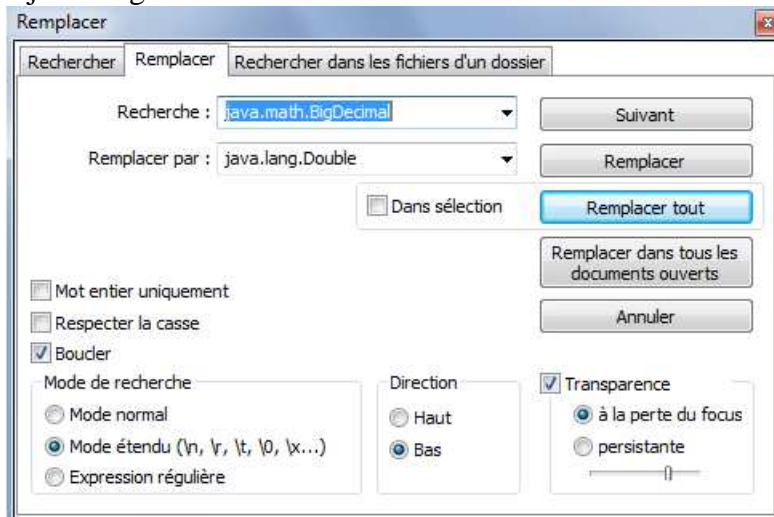 Remplacer
Rechercher Remplacer Rechercher dans les fichiers d'un dossier
Recherche : java.math.BigDecimal Suivant
Remplacer par : java.lang.Double Remplacer
Dans sélection Remplacer tout
Remplacer dans tous les
documents ouverts
Mot entier uniquement
Respecter la casse Annuler
Boucler
Mode de recherche Direction Transparence
Mode normal Haut à la perte du focus
Mode étendu (\n, \r, \t, \0, \x...) Bas persistante
Expression régulière